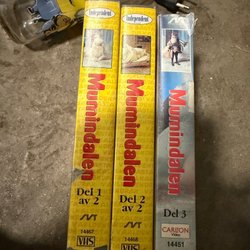 Independent
Mumindalen
Del 1
av 2
SVT
14467
VHS
Independent
Mumindalen
Del 2
av 2
SVT
14468
VHS
Mumindalen
Del 3
CARLTON
VIDEO
14451